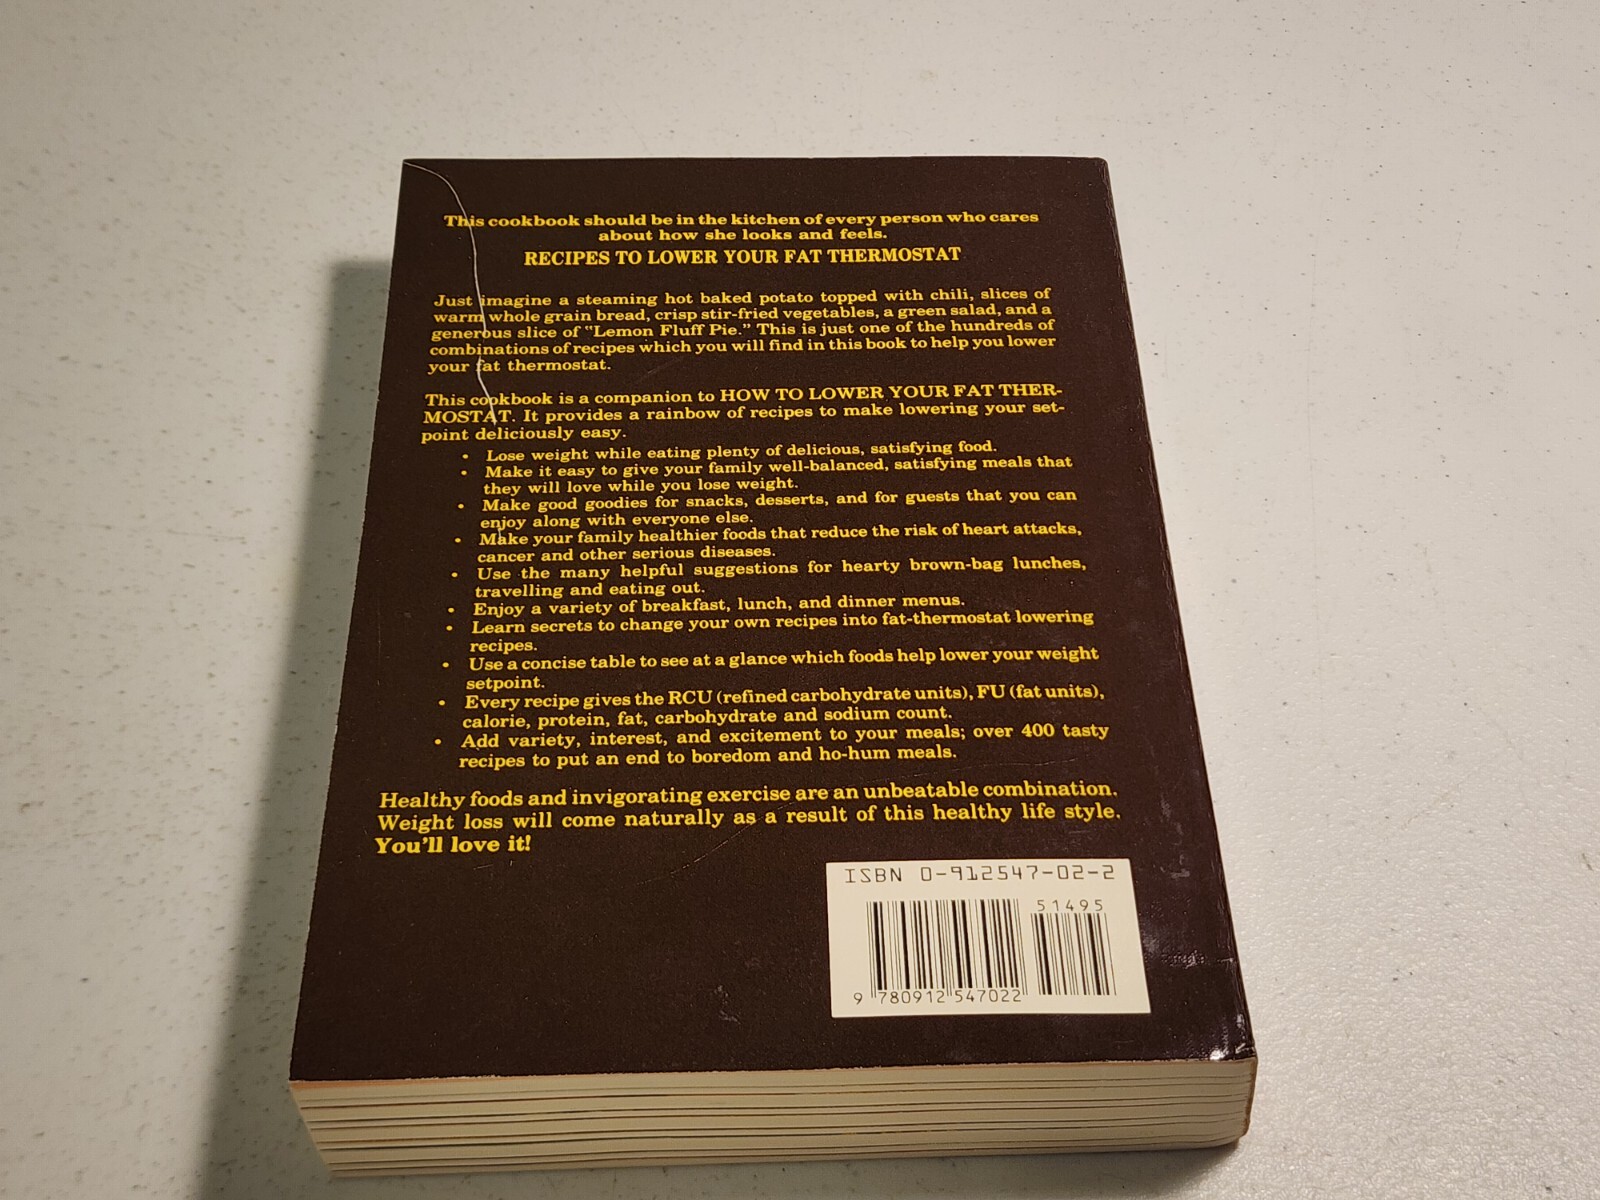 This cookbook should be in the kitchen of every person who cares
about how she looks and feels.
RECIPES TO LOWER YOUR FAT THERMOSTAT
Just imagine a steaming hot baked potato topped with chili, slices of
warm whole grain bread, crisp stir-fried vegetables, a green salad, and a
generous slice of "Lemon Fluff Pie." This is just one of the hundreds of
combinations of recipes which you will find in this book to help you lower
your fat thermostat.
This cookbook is a companion to HOW TO LOWER YOUR FAT THER-
MOSTAT. It provides a rainbow of recipes to make lowering your set-
point deliciously easy.
• Lose weight while eating plenty of delicious, satisfying food.
• Make it easy to give your family well-balanced, satisfying meals that
they will love while you lose weight.
• Make good goodies for snacks, desserts, and for guests that you can
enjoy along with everyone else.
• Make your family healthier foods that reduce the risk of heart attacks,
cancer and other serious diseases.
• Use the many helpful suggestions for hearty brown-bag lunches,
travelling and eating out.
• Enjoy a variety of breakfast, lunch, and dinner menus.
• Learn secrets to change your own recipes into fat-thermostat lowering
recipes.
• Use a concise table to see at a glance which foods help lower your weight
setpoint.
• Every recipe gives the RCU (refined carbohydrate units), FU (fat units),
calorie, protein, fat, carbohydrate and sodium count.
• Add variety, interest, and excitement to your meals; over 400 tasty
recipes to put an end to boredom and ho-hum meals.
Healthy foods and invigorating exercise are an unbeatable combination.
Weight loss will come naturally as a result of this healthy life style.
You'll love it!
ISBN 0-912547-02-2
51495
9 780912 547022